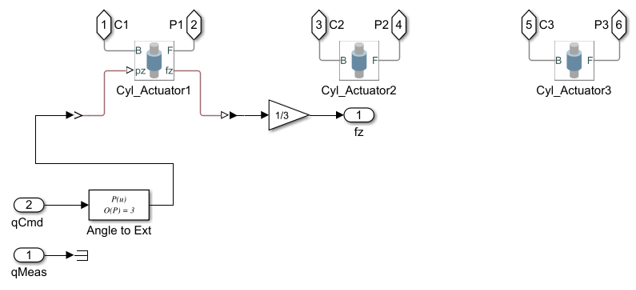 1 C1 P1 2 3 C2 P2 4 5 C3 P3 6
B F B F B F
pz fz
Cyl_Actuator1 Cyl_Actuator2 Cyl_Actuator3
1/3 1
fz
P(u)
2 O(P) = 3
qCmd Angle to Ext
1
qMeas